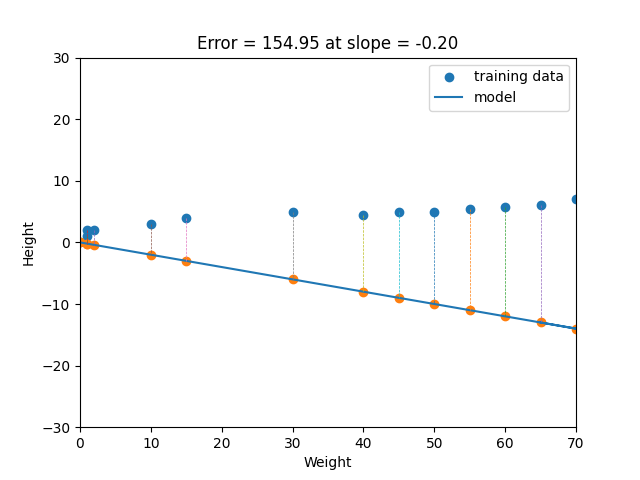 Error = 154.95 at slope = -0.20
training data
model
30
20
10
0
−10
−20
−30
Height
0 10 20 30 40 50 60 70
Weight